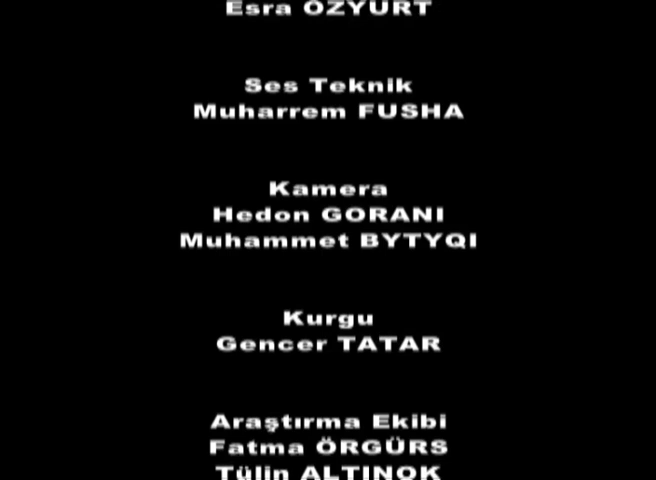 Esra ÖZYURT
Ses Teknik
Muharrem FUSHA
Kamera
Hedon GORANI
Muhammet BYTYQI
Kurgu
Gencer TATAR
Araştırma Ekibi
Fatma ÖRGÜRS
Tülin ALTINOK